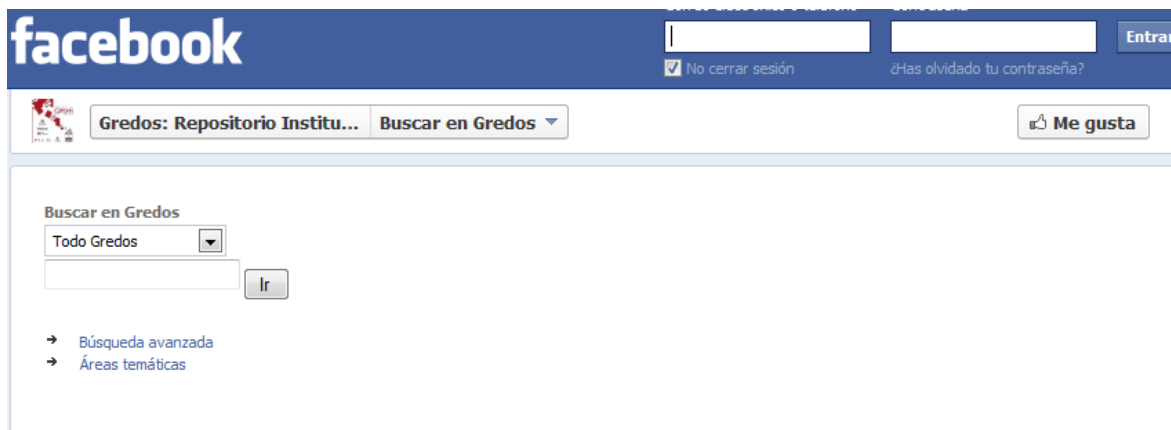 facebook
Entrar
No cerrar sesión
¿Has olvidado tu contraseña?
Gredos: Repositorio Institu...
Buscar en Gredos
Me gusta
Buscar en Gredos
Todo Gredos
Ir
Búsqueda avanzada
Áreas temáticas